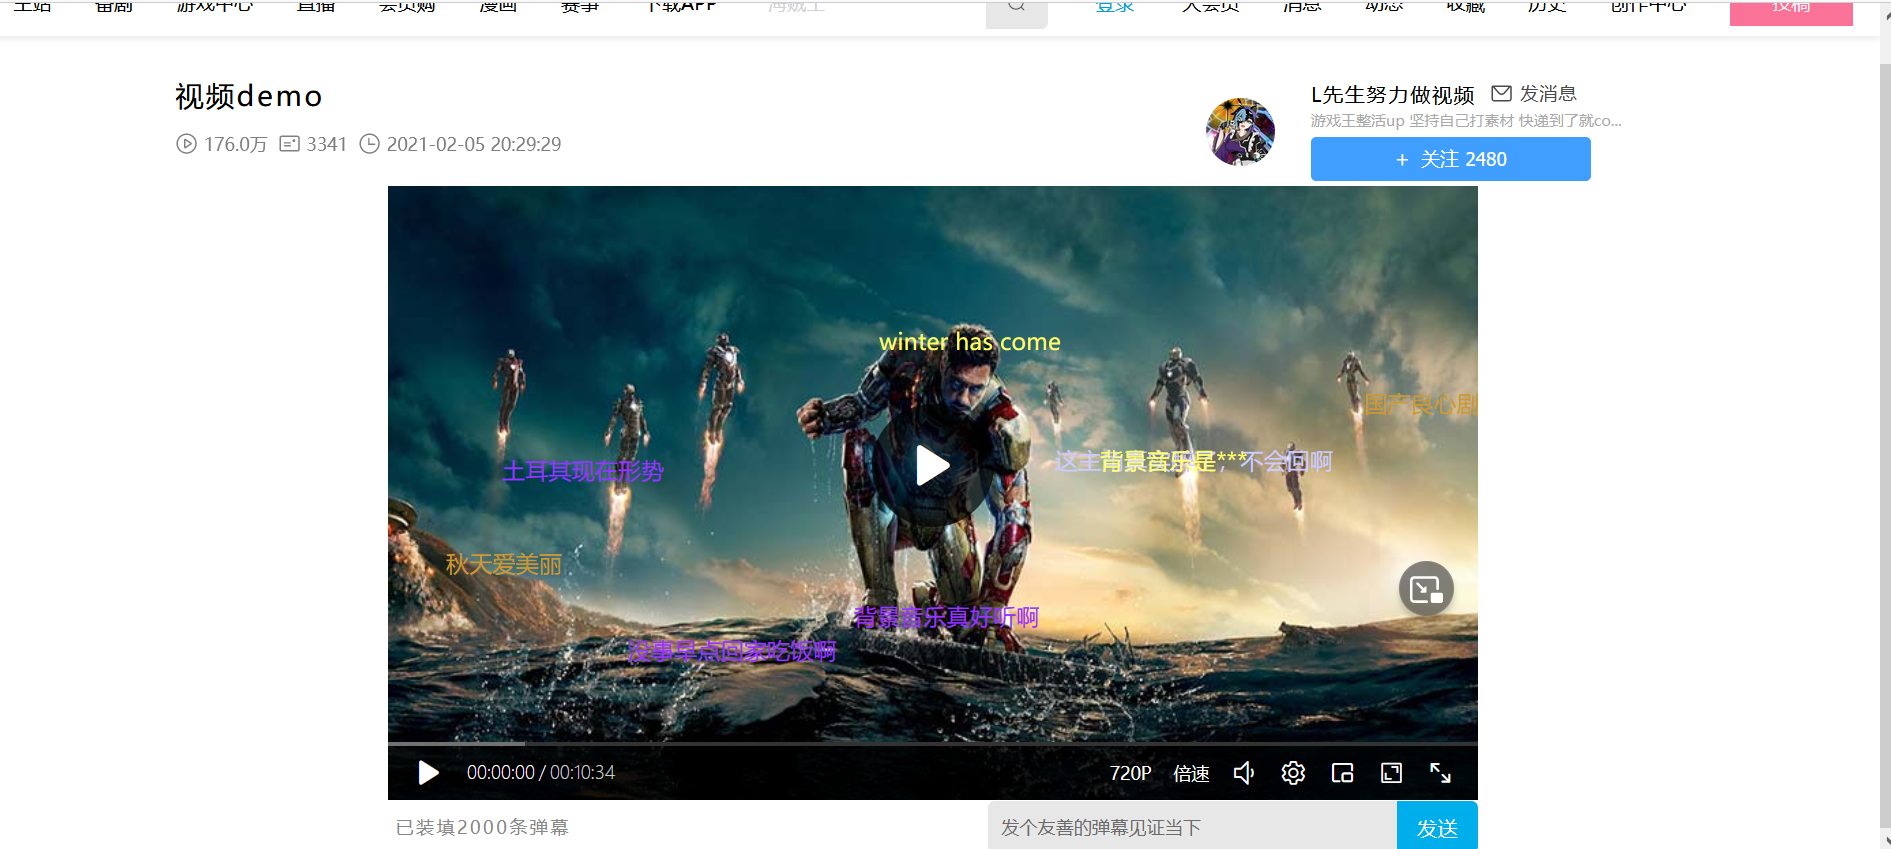 主站 番剧 游戏中心 直播 会员购 漫画 赛事 下载APP 海贼王 登录 大会员 消息 动态 收藏 历史 创作中心 投稿
视频demo
176.0万 3341 2021-02-05 20:29:29
L先生努力做视频 发消息
游戏王整活up 坚持自己打素材 快递到了就co...
+ 关注 2480
winter has come
国产良心剧
背景音乐是***
不会回啊
土耳其现在形势
秋天爱美丽
背景音乐真好听啊
没事早点回家吃饭啊
00:00:00 / 00:10:34 720P 倍速
已装填2000条弹幕 发个友善的弹幕见证当下 发送